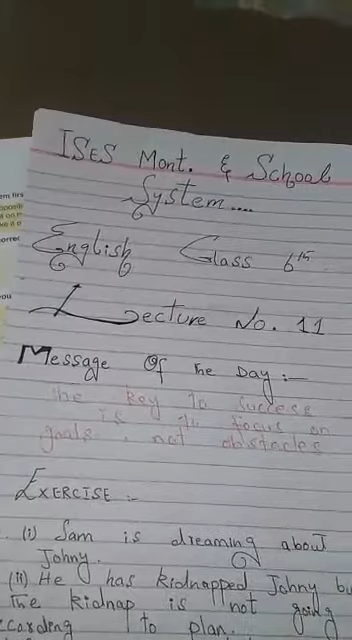 ISES Mont. & School
System....
English Class 6th
Lecture No. 11
Message Of the Day :-
the key to success
is to focus on
goals, not obstacles
EXERCISE :-
(i) Sam is dreaming about
Johny.
(ii) He has kidnapped Johny bu
The kidnap is not going
ccording to plan.